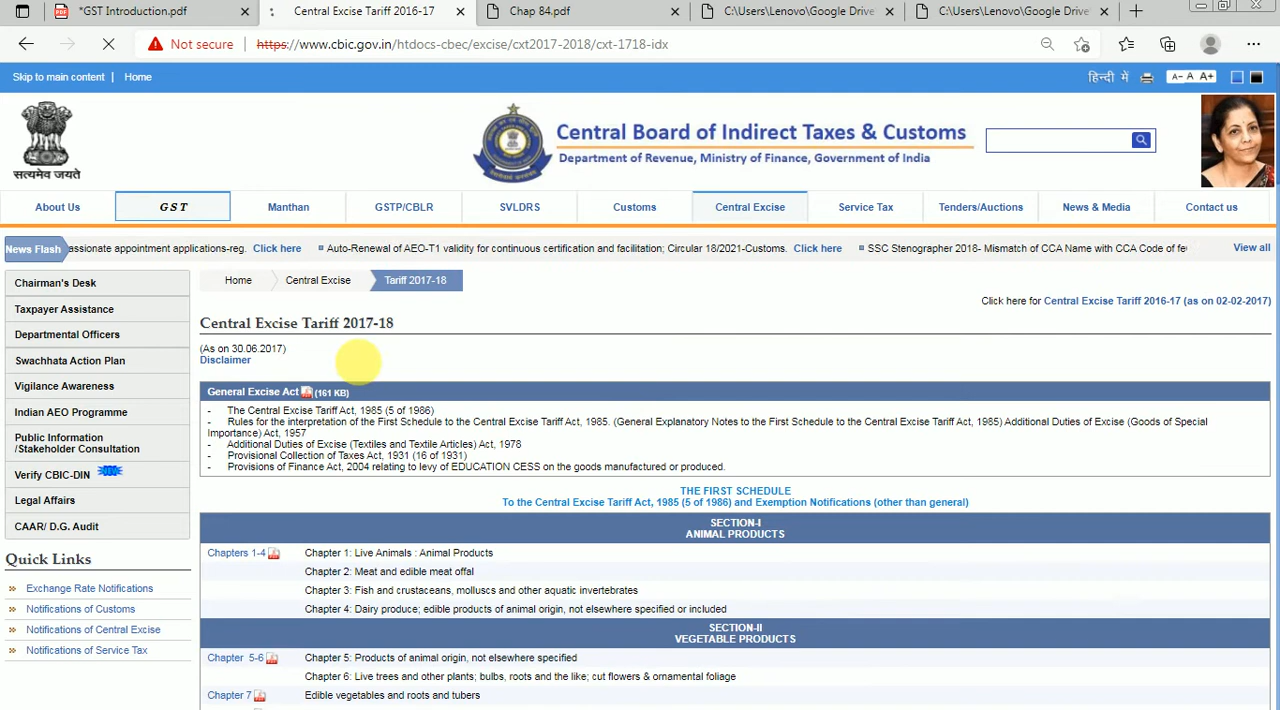 *GST Introduction.pdf
Central Excise Tariff 2016-17
Chap 84.pdf
C:\Users\Lenovo\Google Drive
C:\Users\Lenovo\Google Drive
Not secure
https://www.cbic.gov.in/htdocs-cbec/excise/cxt2017-2018/cxt-1718-idx
Skip to main content | Home
हिन्दी में
A- A A+
सत्यमेव जयते
Central Board of Indirect Taxes & Customs
Department of Revenue, Ministry of Finance, Government of India
About Us
GST
Manthan
GSTP/CBLR
SVLDRS
Customs
Central Excise
Service Tax
Tenders/Auctions
News & Media
Contact us
News Flash
assionate appointment applications-reg. Click here
Auto-Renewal of AEO-T1 validity for continuous certification and facilitation; Circular 18/2021-Customs. Click here
SSC Stenographer 2018- Mismatch of CCA Name with CCA Code of fe
View all
Chairman's Desk
Taxpayer Assistance
Departmental Officers
Swachhata Action Plan
Vigilance Awareness
Indian AEO Programme
Public Information
/Stakeholder Consultation
Verify CBIC-DIN
Legal Affairs
CAAR/ D.G. Audit
Quick Links
Exchange Rate Notifications
Notifications of Customs
Notifications of Central Excise
Notifications of Service Tax
Home
Central Excise
Tariff 2017-18
Click here for Central Excise Tariff 2016-17 (as on 02-02-2017)
Central Excise Tariff 2017-18
(As on 30.06.2017)
Disclaimer
General Excise Act (161 KB)
- The Central Excise Tariff Act, 1985 (5 of 1986)
- Rules for the interpretation of the First Schedule to the Central Excise Tariff Act, 1985. (General Explanatory Notes to the First Schedule to the Central Excise Tariff Act, 1985) Additional Duties of Excise (Goods of Special
Importance) Act, 1957
- Additional Duties of Excise (Textiles and Textile Articles) Act, 1978
- Provisional Collection of Taxes Act, 1931 (16 of 1931)
- Provisions of Finance Act, 2004 relating to levy of EDUCATION CESS on the goods manufactured or produced.
THE FIRST SCHEDULE
To the Central Excise Tariff Act, 1985 (5 of 1986) and Exemption Notifications (other than general)
SECTION-I
ANIMAL PRODUCTS
Chapters 1-4 Chapter 1: Live Animals : Animal Products
Chapter 2: Meat and edible meat offal
Chapter 3: Fish and crustaceans, molluscs and other aquatic invertebrates
Chapter 4: Dairy produce; edible products of animal origin, not elsewhere specified or included
SECTION-II
VEGETABLE PRODUCTS
Chapter 5-6 Chapter 5: Products of animal origin, not elsewhere specified
Chapter 6: Live trees and other plants; bulbs, roots and the like; cut flowers & ornamental foliage
Chapter 7 Edible vegetables and roots and tubers